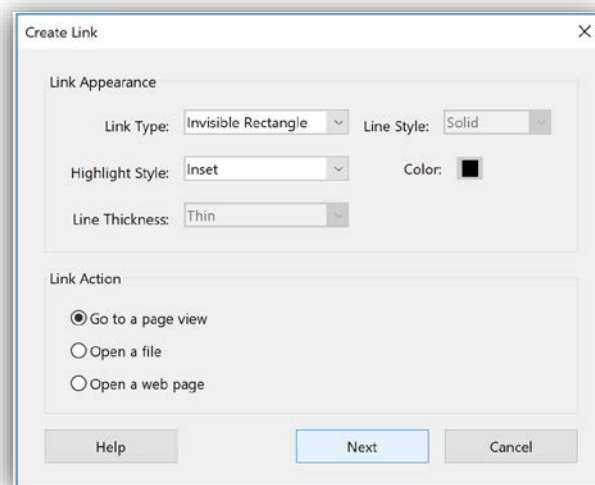 Create Link
Link Appearance
Link Type: Invisible Rectangle Line Style: Solid
Highlight Style: Inset Color:
Line Thickness: Thin
Link Action
Go to a page view
Open a file
Open a web page
Help Next Cancel